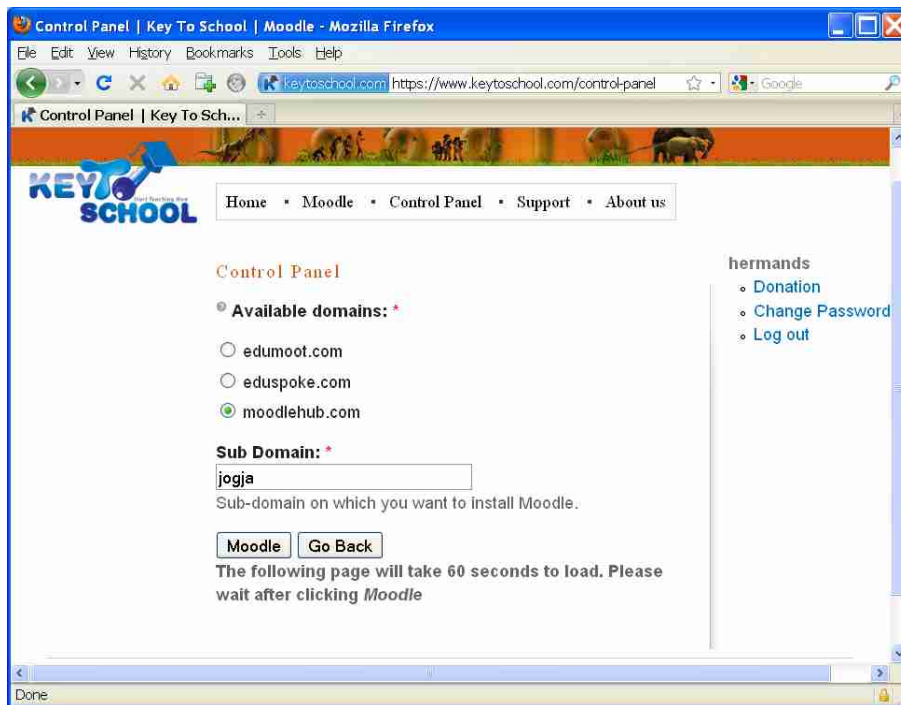 Control Panel | Key To School | Moodle - Mozilla Firefox
File Edit View History Bookmarks Tools Help
keytoschool.com https://www.keytoschool.com/control-panel Google
Control Panel | Key To Sch...
KEYTO
SCHOOL
Home ▪ Moodle ▪ Control Panel ▪ Support ▪ About us
Control Panel
Available domains: *
edumoot.com
eduspoke.com
moodlehub.com
Sub Domain: *
jogja
Sub-domain on which you want to install Moodle.
Moodle Go Back
The following page will take 60 seconds to load. Please
wait after clicking Moodle
hermands
Donation
Change Password
Log out
Done